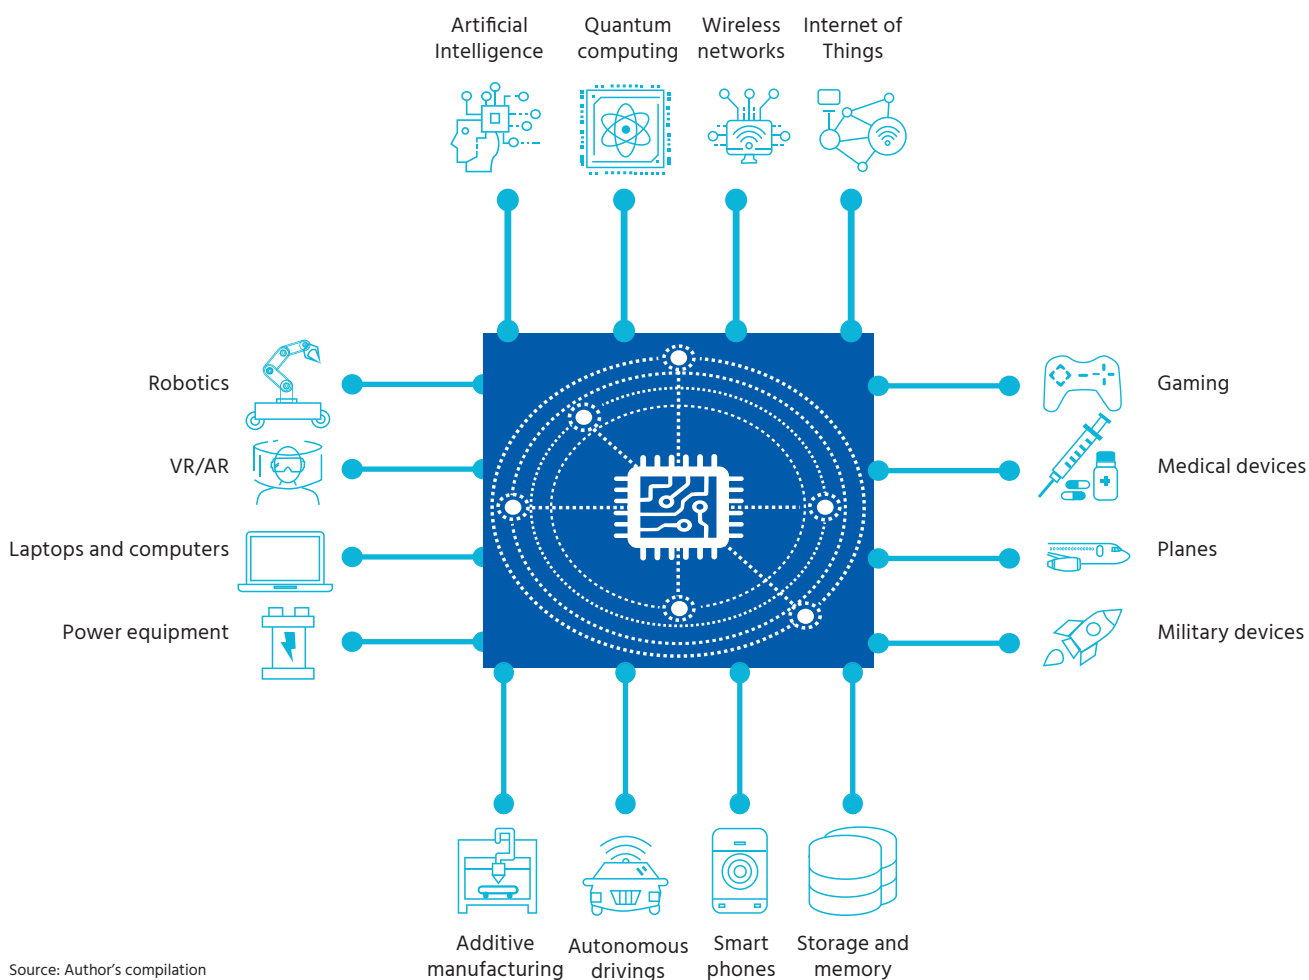 Artificial
Intelligence
Quantum
computing
Wireless
networks
Internet of
Things
Robotics
VR/AR
Laptops and computers
Power equipment
Gaming
Medical devices
Planes
Military devices
Additive
manufacturing
Autonomous
drivings
Smart
phones
Storage and
memory
Source: Author's compilation